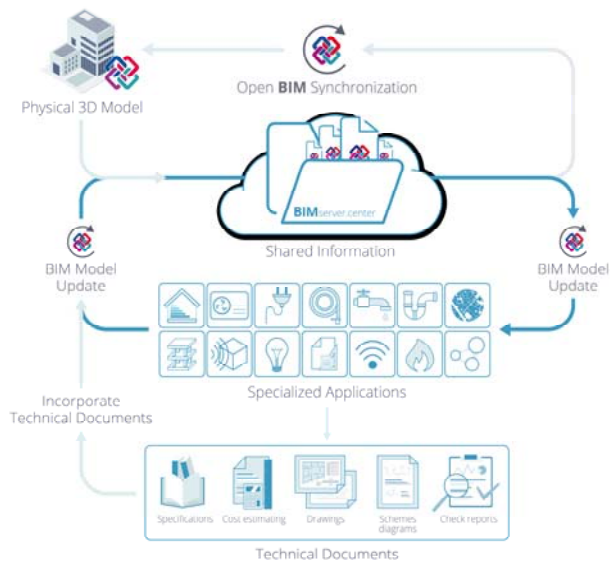 Physical 3D Model
Open BIM Synchronization
BIMserver.center
Shared Information
BIM Model
Update
BIM Model
Update
Specialized Applications
Incorporate
Technical Documents
Specifications
Cost estimating
Drawings
Schemes
diagrams
Check reports
Technical Documents